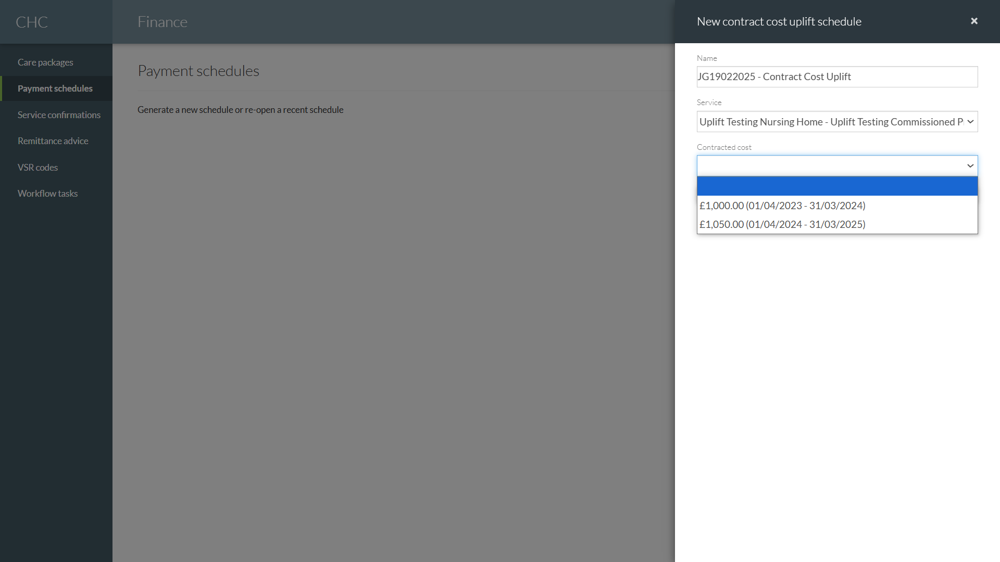 CHC
Finance
New contract cost uplift schedule
Care packages
Payment schedules
Service confirmations
Remittance advice
VSR codes
Workflow tasks
Payment schedules
Generate a new schedule or re-open a recent schedule
Name
JG19022025 - Contract Cost Uplift
Service
Uplift Testing Nursing Home - Uplift Testing Commissioned
Contracted cost
£1,000.00 (01/04/2023 - 31/03/2024)
£1,050.00 (01/04/2024 - 31/03/2025)